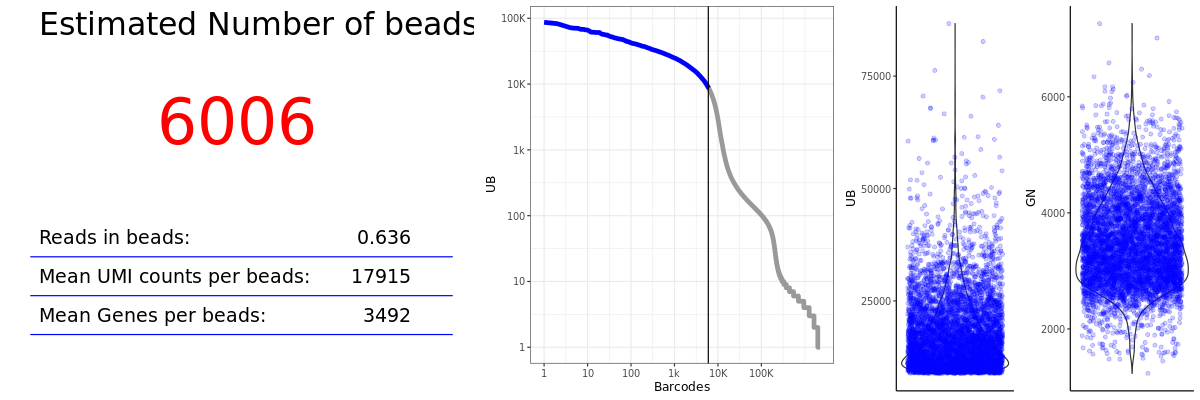 Estimated Number of beads
6006
Reads in beads: 0.636
Mean UMI counts per beads: 17915
Mean Genes per beads: 3492
UB
100K
10K
1k
100
10
1
1 10 100 1k 10K 100K
Barcodes
UB
75000
50000
25000
GN
6000
4000
2000